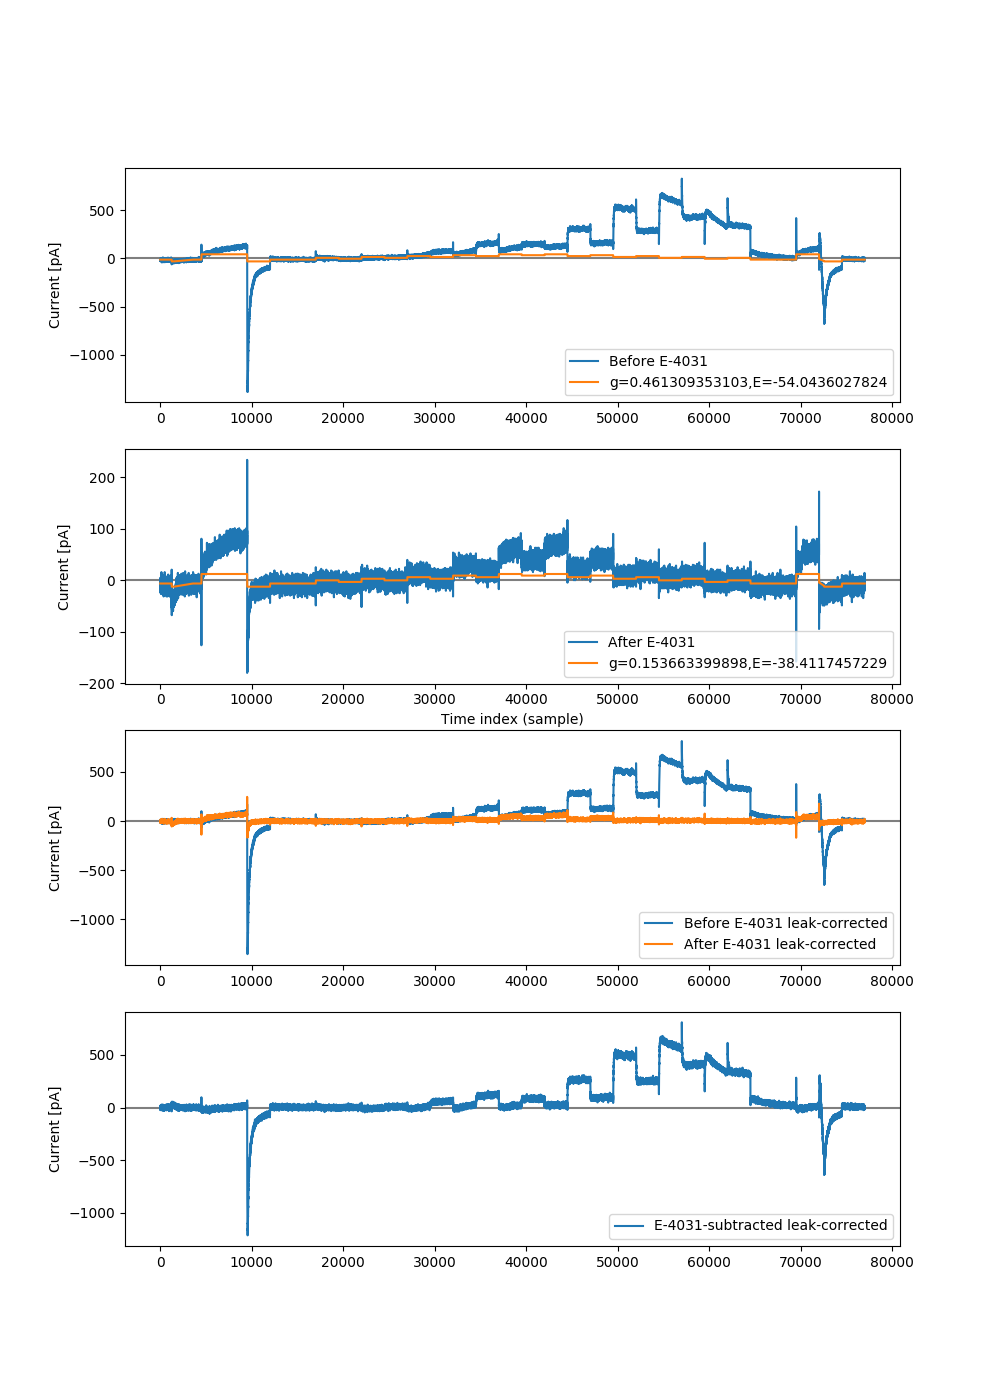 500
0
−500
−1000
Current [pA]
Before E-4031
g=0.461309353103,E=-54.0436027824
0 10000 20000 30000 40000 50000 60000 70000 80000
200
100
0
−100
−200
Current [pA]
After E-4031
g=0.153663399898,E=-38.4117457229
0 10000 20000 30000 40000 50000 60000 70000 80000
Time index (sample)
500
0
−500
−1000
Current [pA]
Before E-4031 leak-corrected
After E-4031 leak-corrected
0 10000 20000 30000 40000 50000 60000 70000 80000
500
0
−500
−1000
Current [pA]
E-4031-subtracted leak-corrected
0 10000 20000 30000 40000 50000 60000 70000 80000